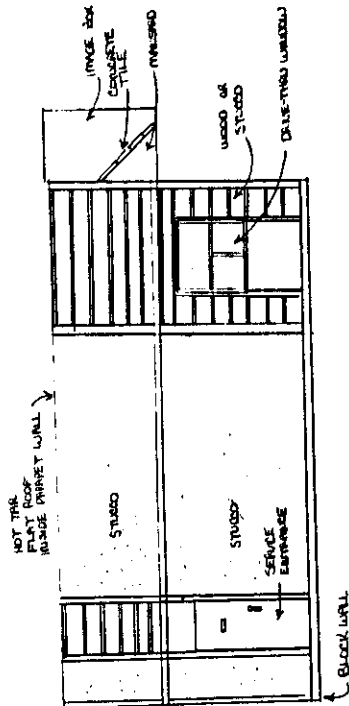 IMAGE BOX
CONCRETE
TILE
MANSARD
WOOD OR
STUCCO
DRIVE-THRU WINDOW
HOT TAR
FLAT ROOF
INSIDE PARAPET WALL
STUCCO
STUCCO
SERVICE
ENTRANCE
BLOCK WALL